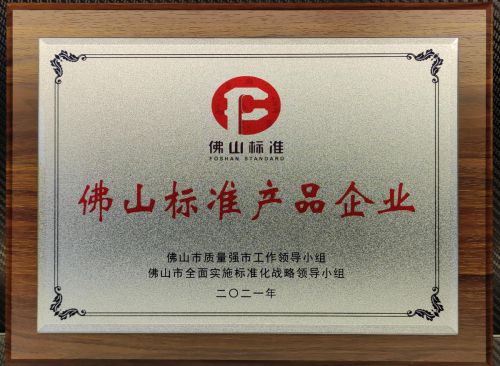 佛山标准
FOSHAN STANDARD
佛山标准产品企业
佛山市质量强市工作领导小组
佛山市全面实施标准化战略领导小组
二〇二一年